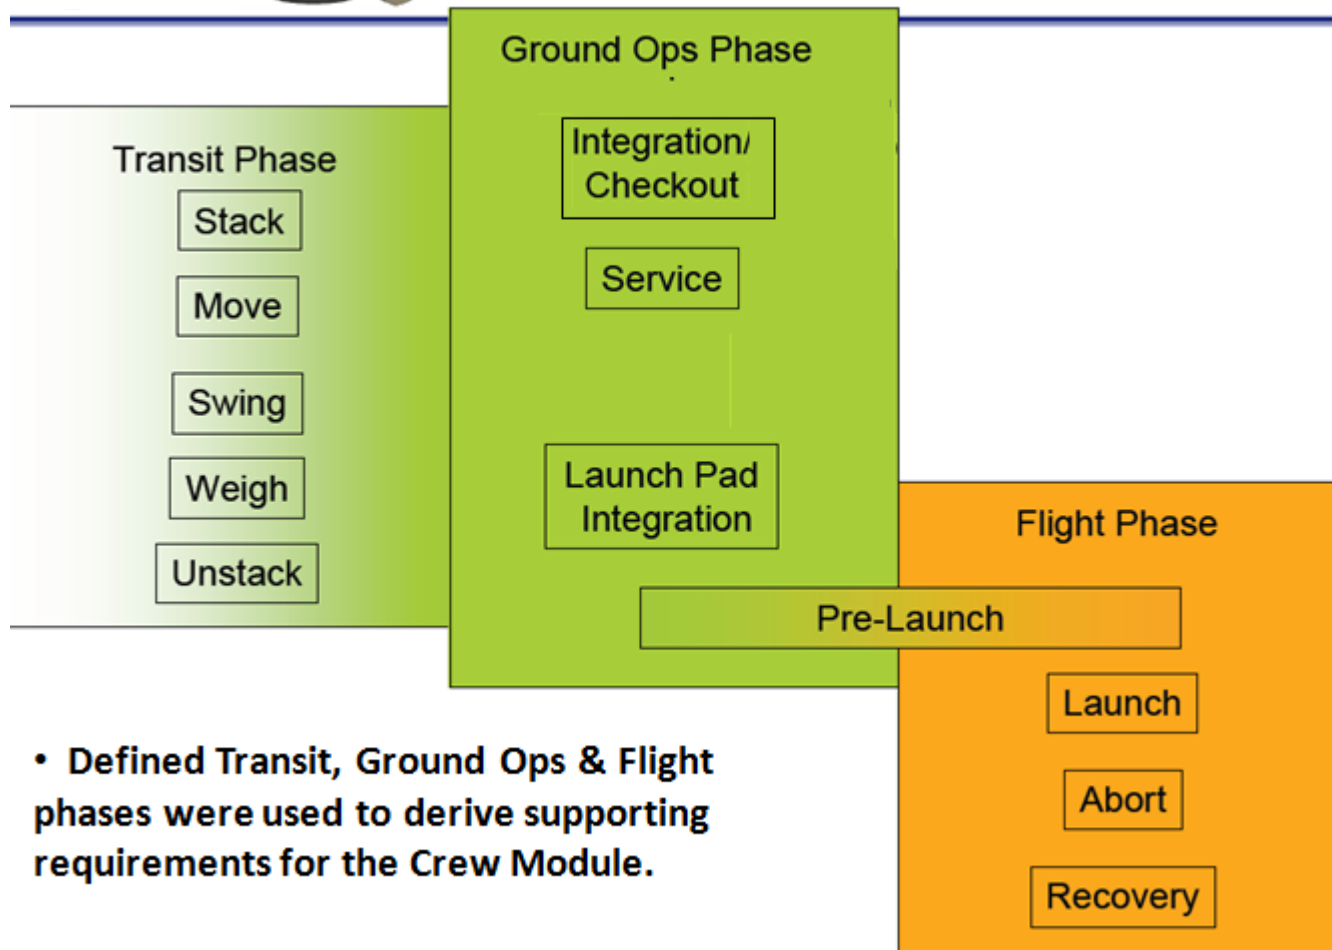 Ground Ops Phase
Integration/
Checkout
Service
Launch Pad
Integration
Transit Phase
Stack
Move
Swing
Weigh
Unstack
Flight Phase
Pre-Launch
Launch
Abort
Recovery
• Defined Transit, Ground Ops & Flight
phases were used to derive supporting
requirements for the Crew Module.